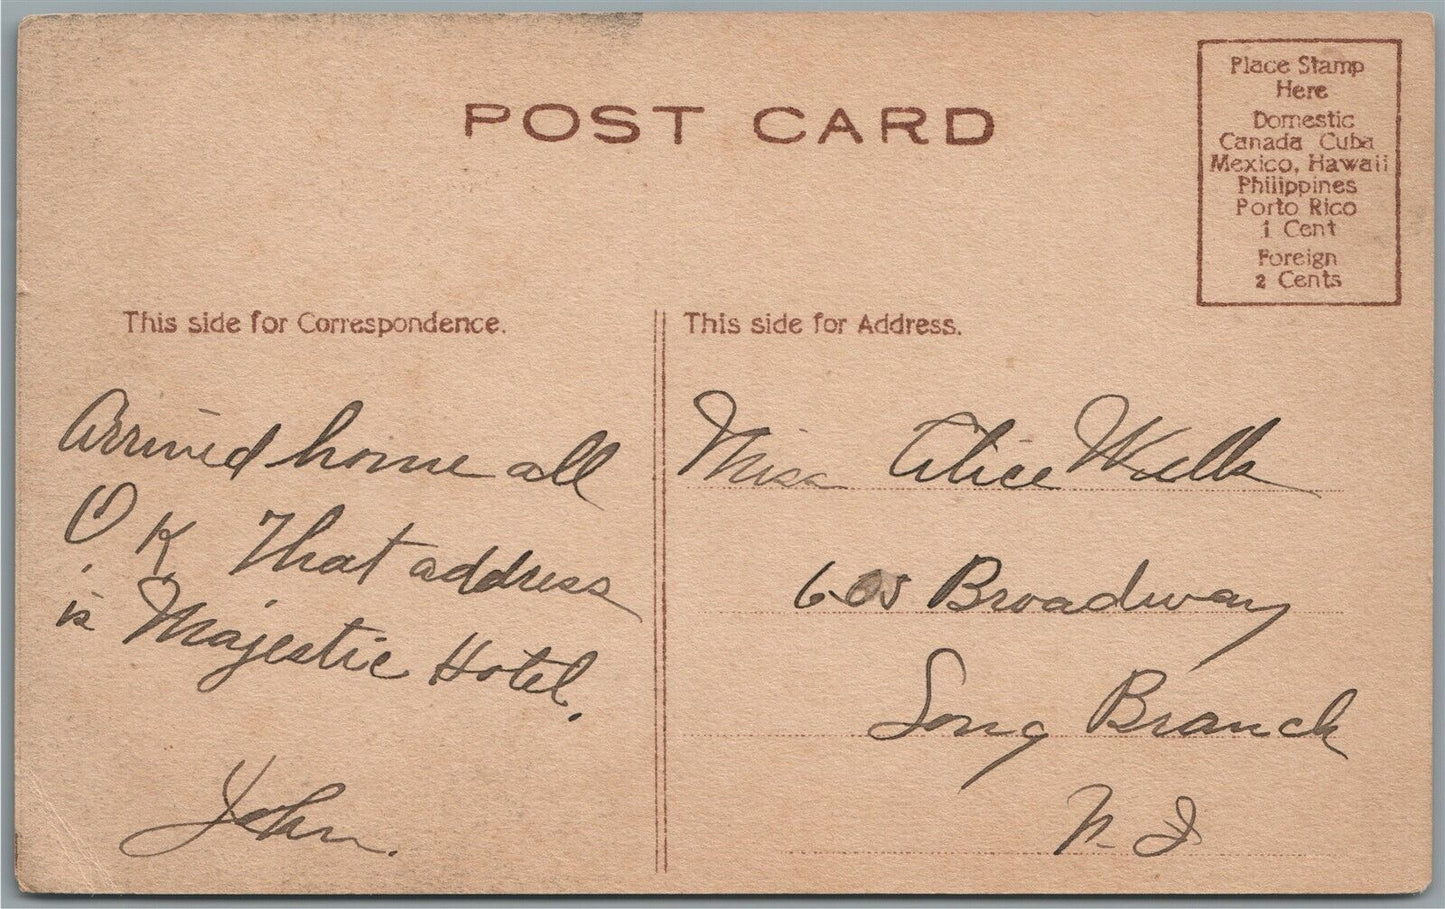 POST CARD
Place Stamp
Here
Domestic
Canada Cuba
Mexico, Hawaii
Philippines
Porto Rico
1 Cent
Foreign
2 Cents
This side for Correspondence.
Arrived home all
O.K. That address
is Majestic Hotel.
John.
This side for Address.
Miss Alice Wells
605 Broadway
Long Branch
N. J